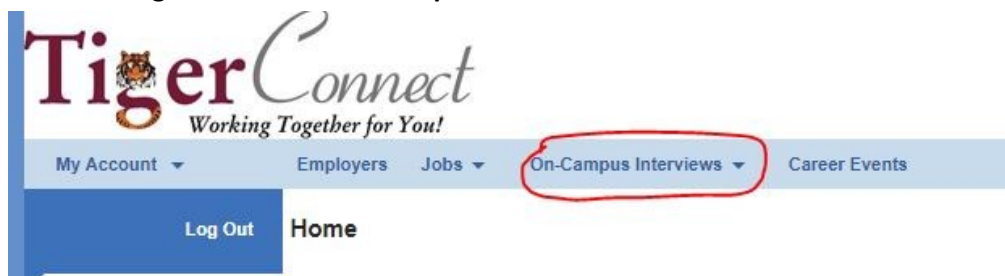 TigerConnect
Working Together for You!
My Account Employers Jobs On-Campus Interviews Career Events
Log Out Home